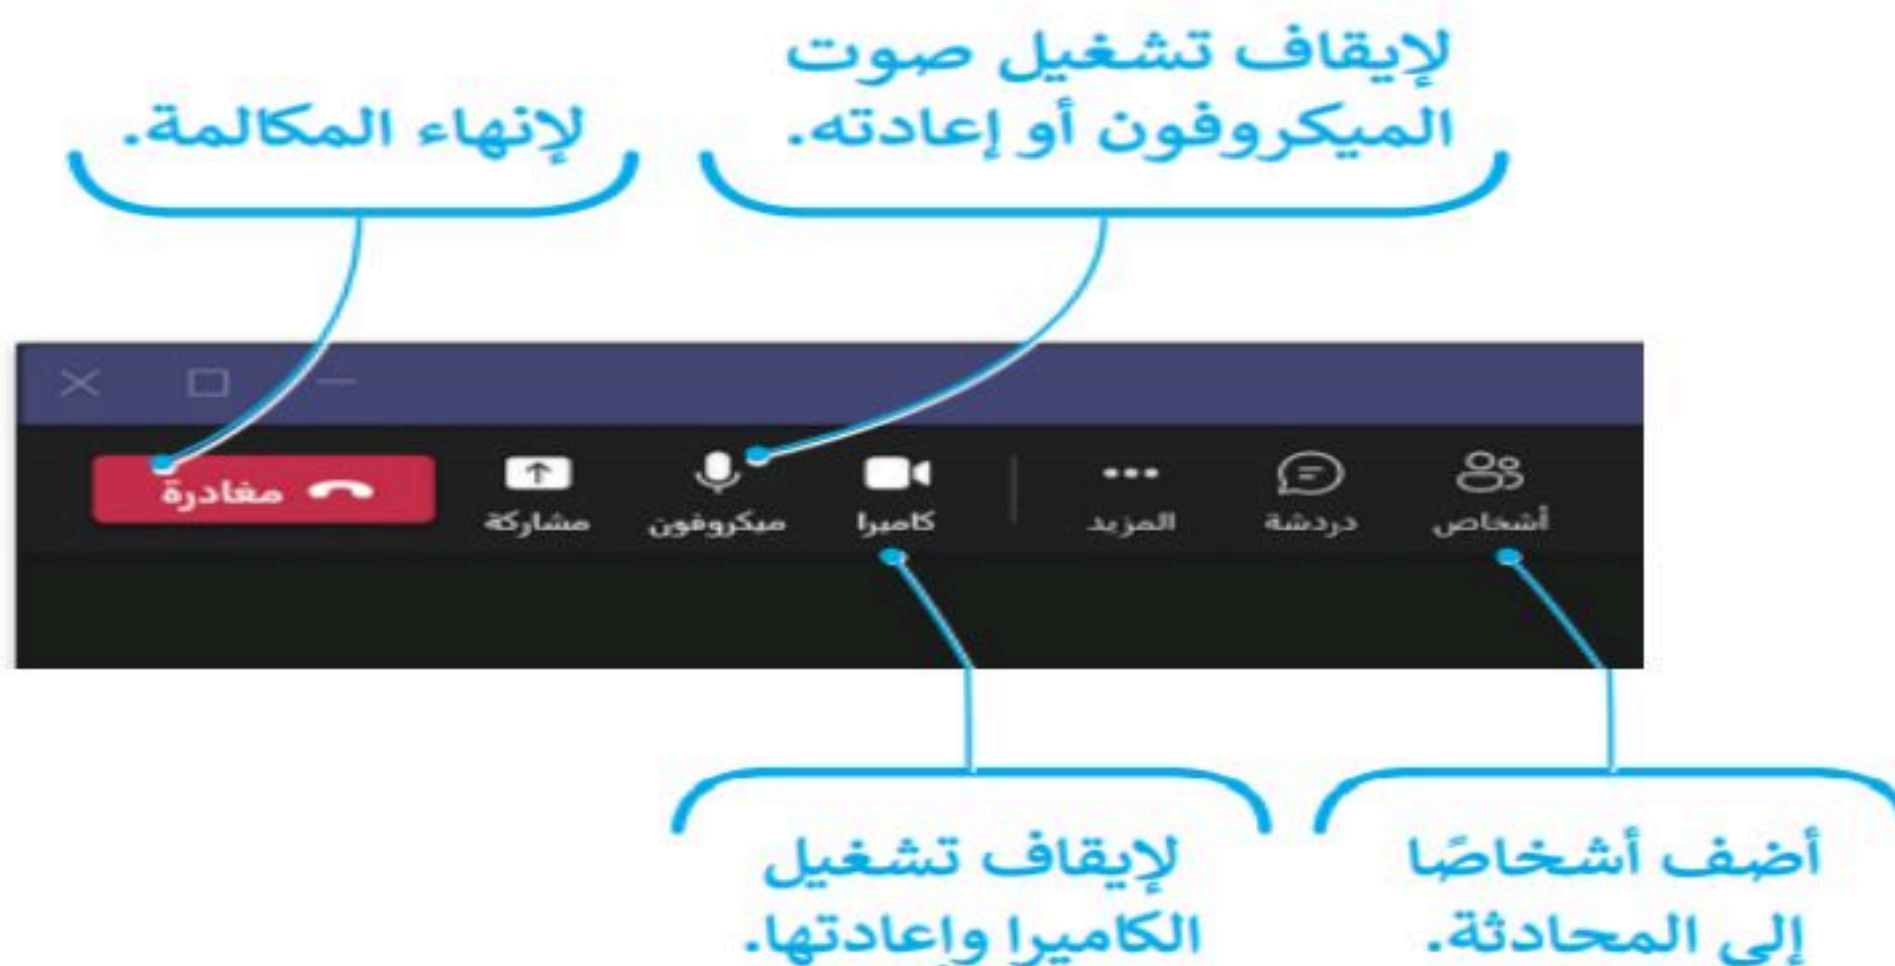 لإيقاف تشغيل صوت
الميكروفون أو إعادته.
لإنهاء المكالمة.
أشخاص
دردشة
المزيد
كاميرا
ميكروفون
مشاركة
مغادرة
أضف أشخاصًا
إلى المحادثة.
لإيقاف تشغيل
الكاميرا وإعادتها.